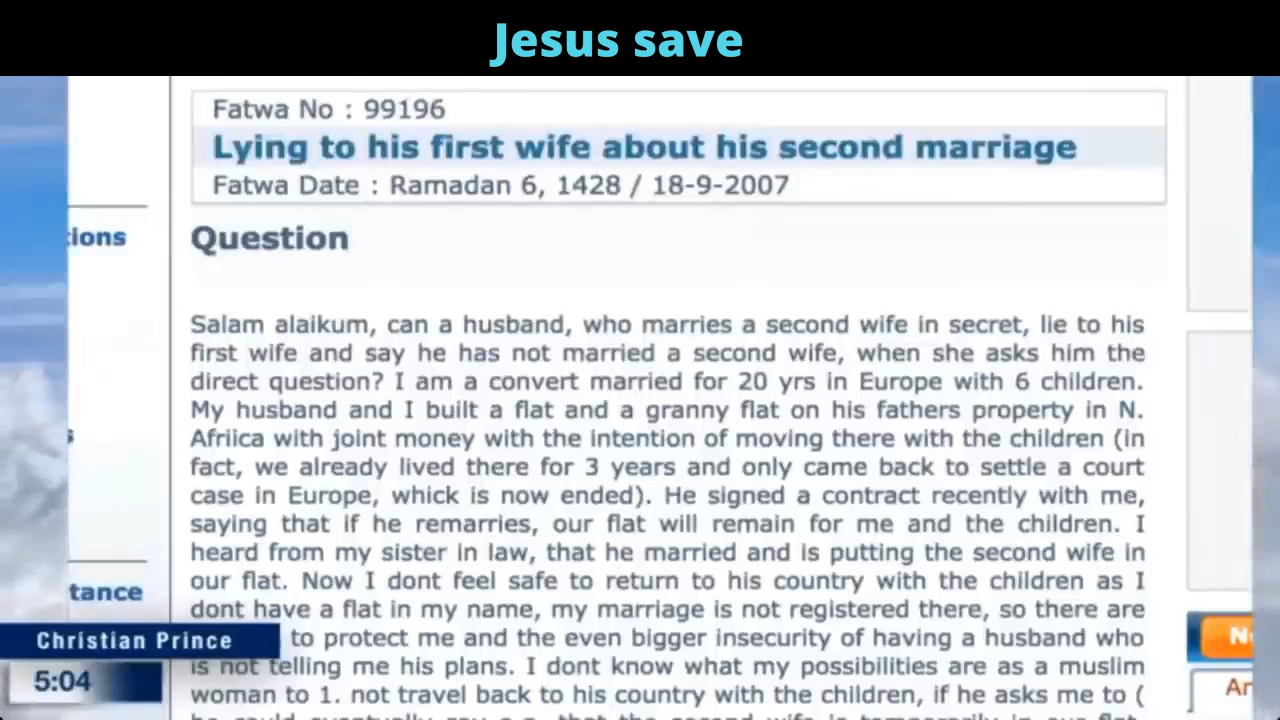 Jesus save
Fatwa No : 99196
Lying to his first wife about his second marriage
Fatwa Date : Ramadan 6, 1428 / 18-9-2007
tions
Question
Salam alaikum, can a husband, who marries a second wife in secret, lie to his
first wife and say he has not married a second wife, when she asks him the
direct question? I am a convert married for 20 yrs in Europe with 6 children.
My husband and I built a flat and a granny flat on his fathers property in N.
Afriica with joint money with the intention of moving there with the children (in
fact, we already lived there for 3 years and only came back to settle a court
case in Europe, whick is now ended). He signed a contract recently with me,
saying that if he remarries, our flat will remain for me and the children. I
heard from my sister in law, that he married and is putting the second wife in
our flat. Now I dont feel safe to return to his country with the children as I
tance
dont have a flat in my name, my marriage is not registered there, so there are
Christian Prince
to protect me and the even bigger insecurity of having a husband who
is not telling me his plans. I dont know what my possibilities are as a muslim
5:04
woman to 1. not travel back to his country with the children, if he asks me to (